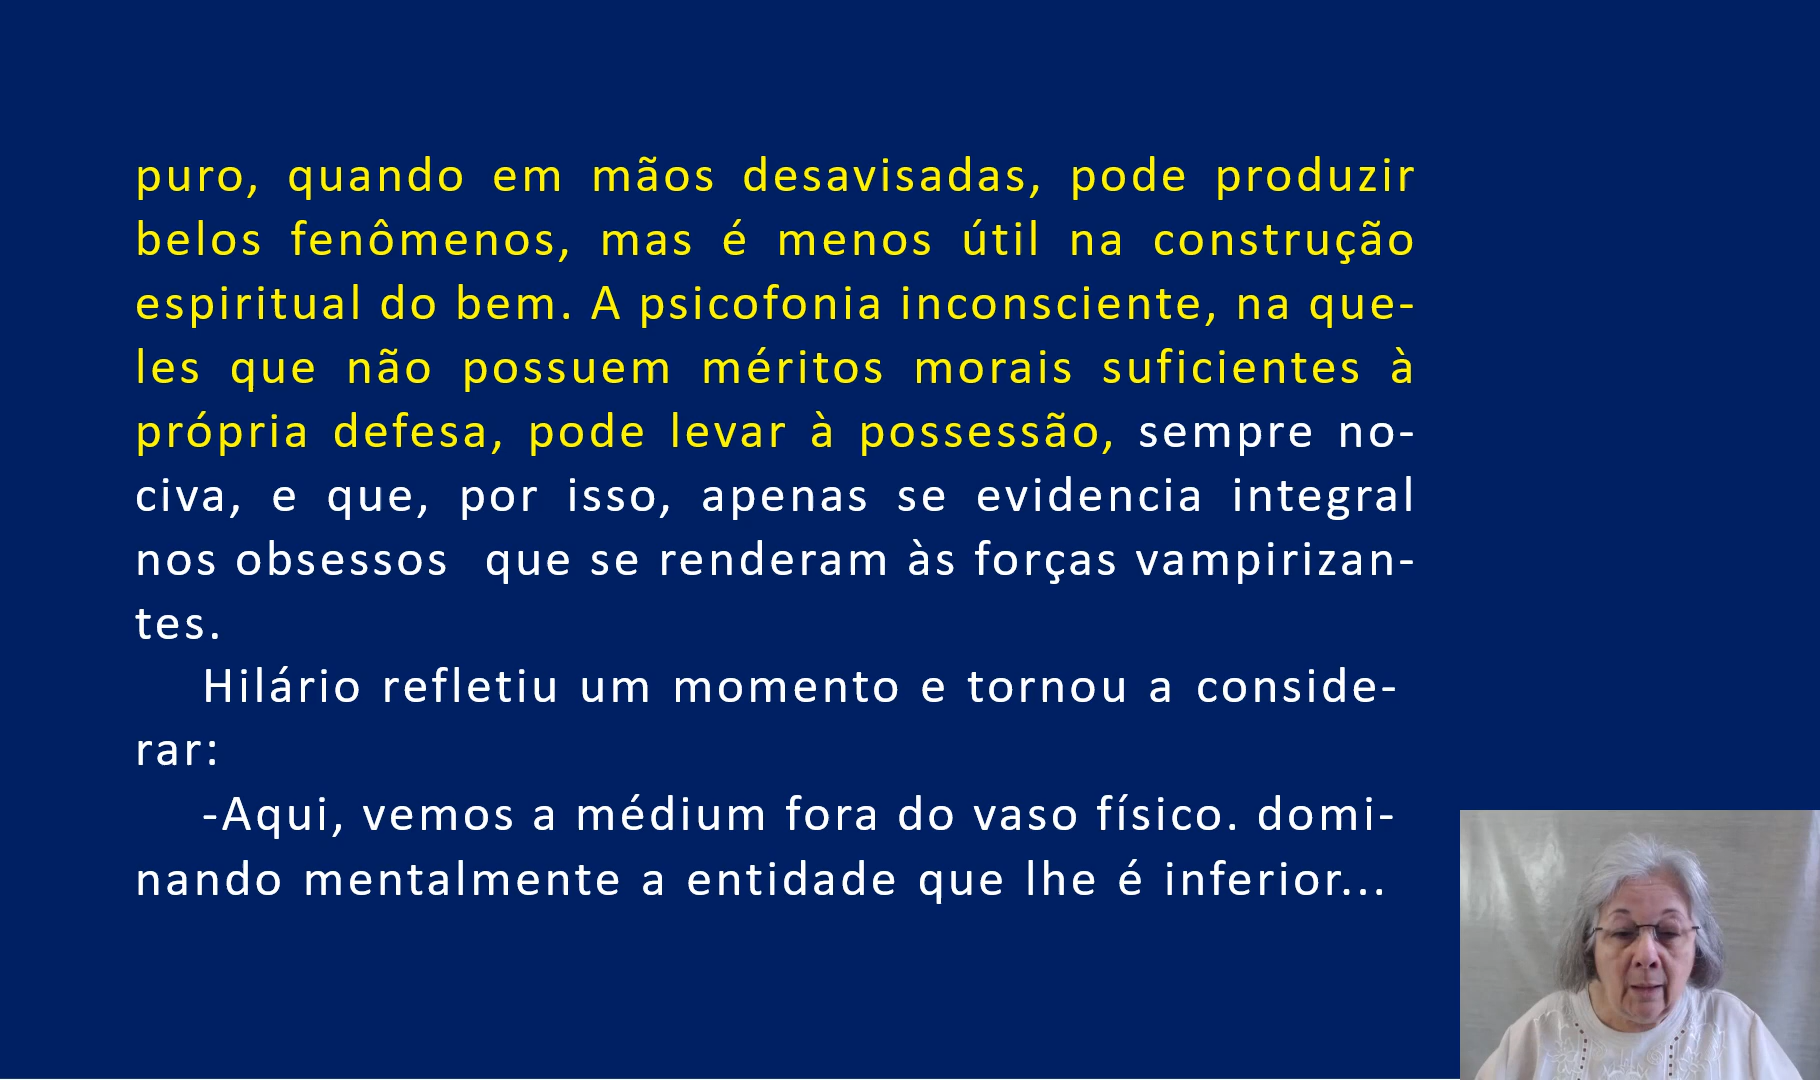 puro, quando em mãos desavisadas, pode produzir
belos fenômenos, mas é menos útil na construção
espiritual do bem. A psicofonia inconsciente, na que-
les que não possuem méritos morais suficientes à
própria defesa, pode levar à possessão, sempre no-
civa, e que, por isso, apenas se evidencia integral
nos obsessos que se renderam às forças vampirizan-
tes.
Hilário refletiu um momento e tornou a conside-
rar:
-Aqui, vemos a médium fora do vaso físico. domi-
nando mentalmente a entidade que lhe é inferior...